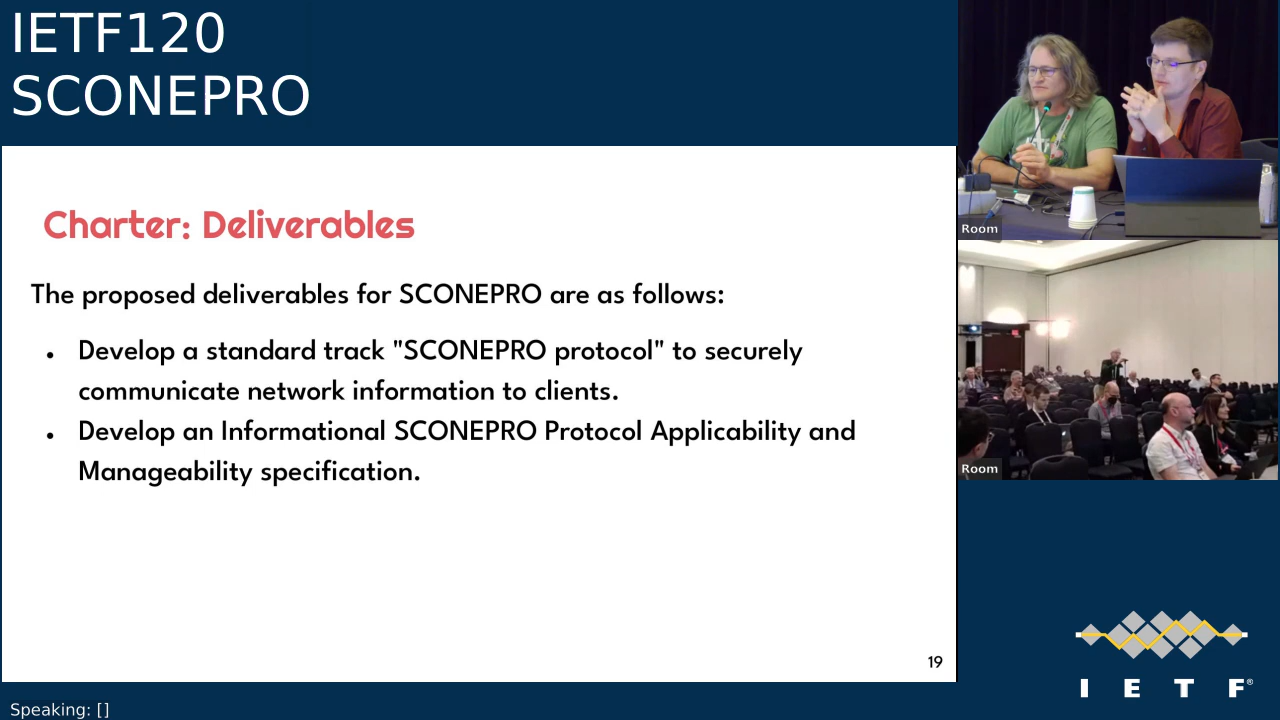 IETF120
SCONEPRO
Charter: Deliverables
The proposed deliverables for SCONEPRO are as follows:
• Develop a standard track "SCONEPRO protocol" to securely
communicate network information to clients.
• Develop an Informational SCONEPRO Protocol Applicability and
Manageability specification.
19
Room
Room
I E T F®
Speaking: []